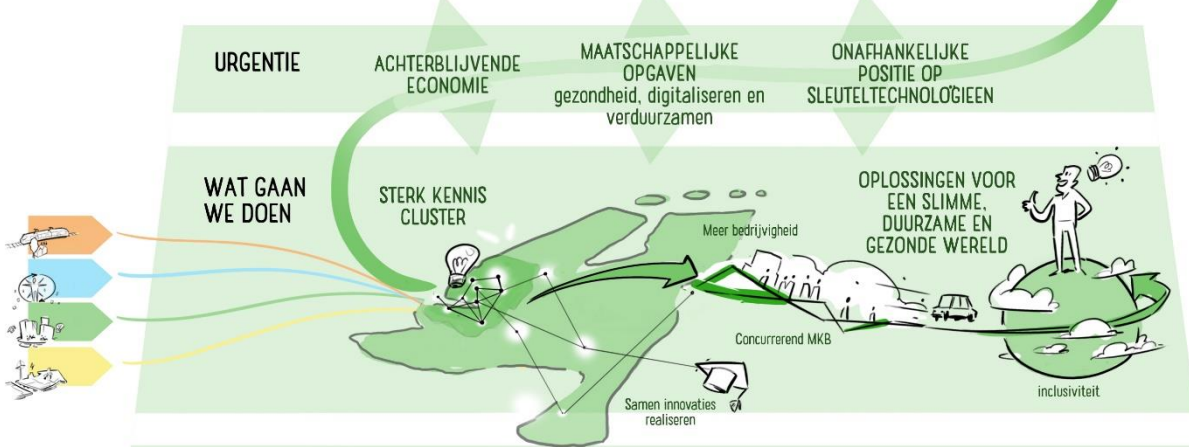 URGENTIE
ACHTERBLIJVENDE
ECONOMIE
MAATSCHAPPELIJKE
OPGAVEN
gezondheid, digitaliseren en
verduurzamen
ONAFHANKELIJKE
POSITIE OP
SLEUTELTECHNOLOGIEEN
WAT GAAN
WE DOEN
STERK KENNIS
CLUSTER
Meer bedrijvigheid
OPLOSSINGEN VOOR
EEN SLIMME,
DUURZAME EN
GEZONDE WERELD
Concurrerend MKB
Samen innovaties
realiseren
inclusiviteit